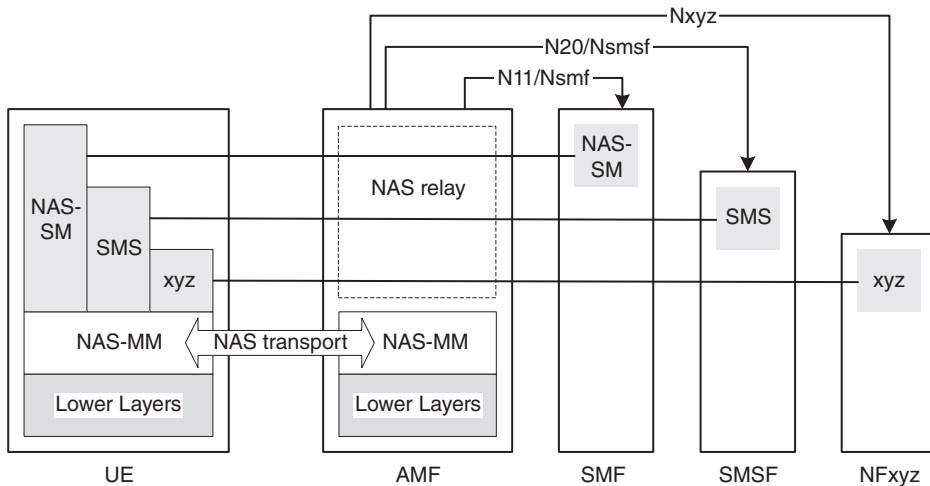 Nxyz
N20/Nsmsf
N11/Nsmf
NAS-
SM
SMS
xyz
NAS-MM
Lower Layers
NAS transport
NAS relay
NAS-MM
Lower Layers
NAS-
SM
SMS
xyz
UE
AMF
SMF
SMSF
NFxyz